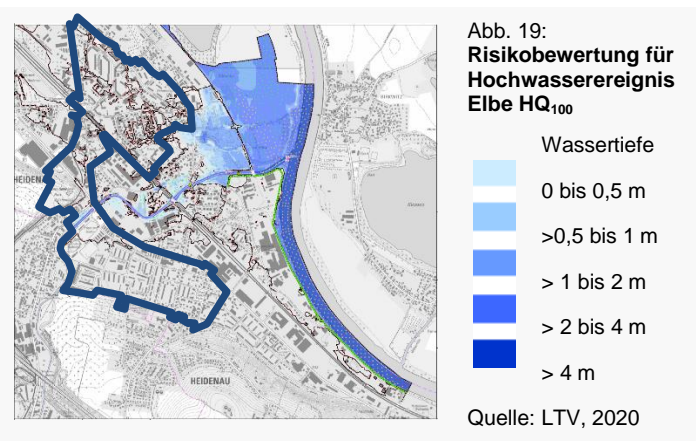 Abb. 19:
Risikobewertung für
Hochwasserereignis
Elbe HQ100
Wassertiefe
0 bis 0,5 m
>0,5 bis 1 m
> 1 bis 2 m
> 2 bis 4 m
> 4 m
Quelle: LTV, 2020
HEIDENAU